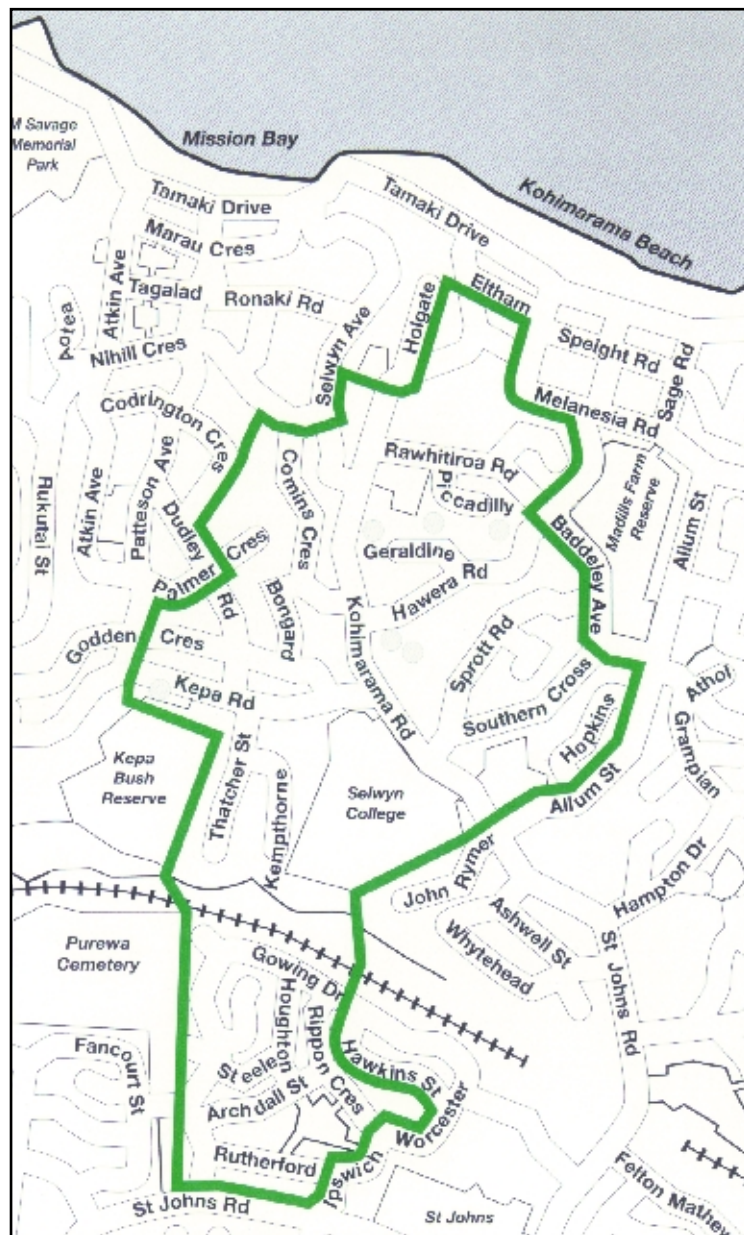 M Savage
Memorial
Park
Mission Bay
Tamaki Drive
Tamaki Drive
Kohimarama Beach
Marau Cres
Tagalad
Ronaki Rd
Atkin Ave
Aotea
Nihill Cres
Selwyn Ave
Holgate
Eltham
Speight Rd
Sage Rd
Melanesia Rd
Codrington Cres
Rukutai St
Atkin Ave
Patteson Ave
Dudley
Rd
Comins Cres
Rawhitiroa Rd
Piccadilly
Madills Farm
Reserve
Allum St
Baddeley Ave
Palmer Cres
Geraldine
Hawera Rd
Bongard
Godden Cres
Kohimarama Rd
Sprott Rd
Kepa Rd
Southern Cross
Hopkins
Athol
Grampian
Kepa
Bush
Reserve
Thatcher St
Kempthorne
Selwyn
College
Allum St
John Rymer
Hampton Dr
Ashwell St
Whytehead
St Johns Rd
Purewa
Cemetery
Gowing Dr
Houghton
Rippon Cres
Hawkins St
Fancourt St
Steele
Archdall St
Worcester
Rutherford
Ipswich
St Johns Rd
St Johns
Felton Mathew